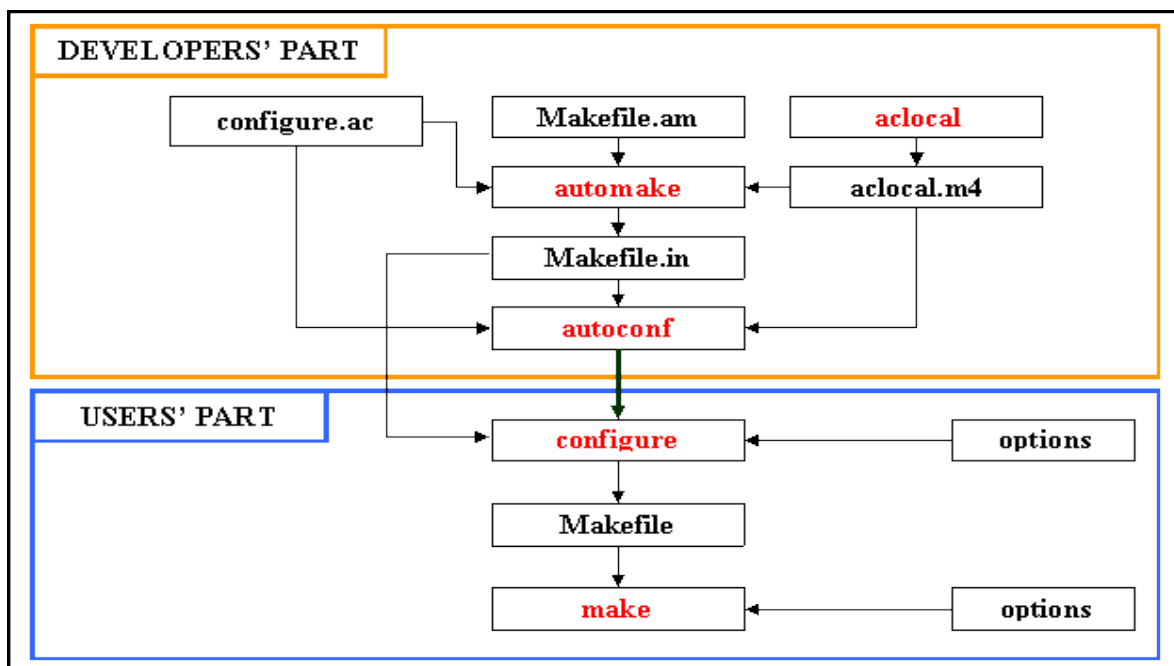 DEVELOPERS’ PART
configure.ac
Makefile.am
aclocal
automake
aclocal.m4
Makefile.in
autoconf
USERS’ PART
configure
options
Makefile
make
options